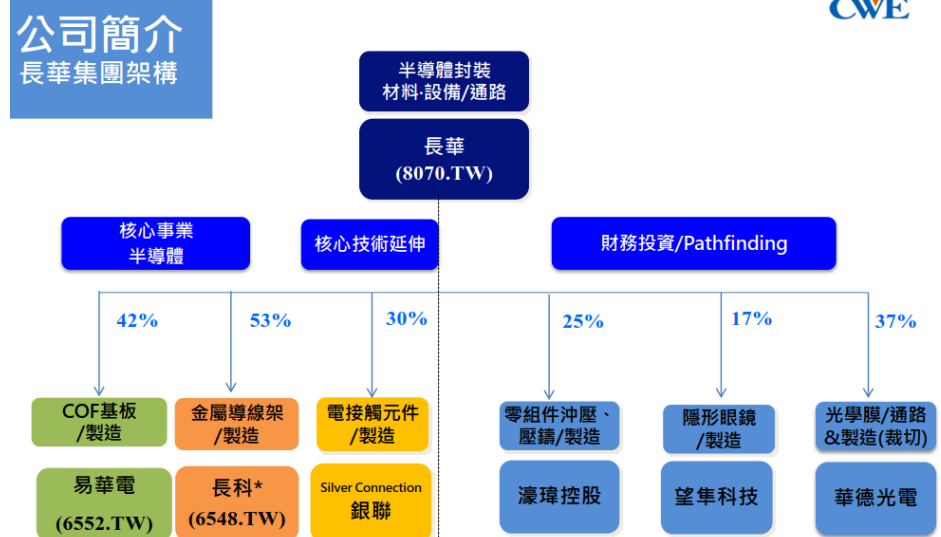 公司簡介
長華集團架構
CWE
半導體封裝
材料·設備/通路
長華
(8070.TW)
核心事業
半導體
核心技術延伸
財務投資/Pathfinding
42%
53%
30%
25%
17%
37%
COF基板
/製造
金屬導線架
/製造
電接觸元件
/製造
零組件沖壓、
壓鑄/製造
隱形眼鏡
/製造
光學膜/通路
&製造(裁切)
易華電
(6552.TW)
長科*
(6548.TW)
Silver Connection
銀聯
濠瑋控股
望隼科技
華德光電